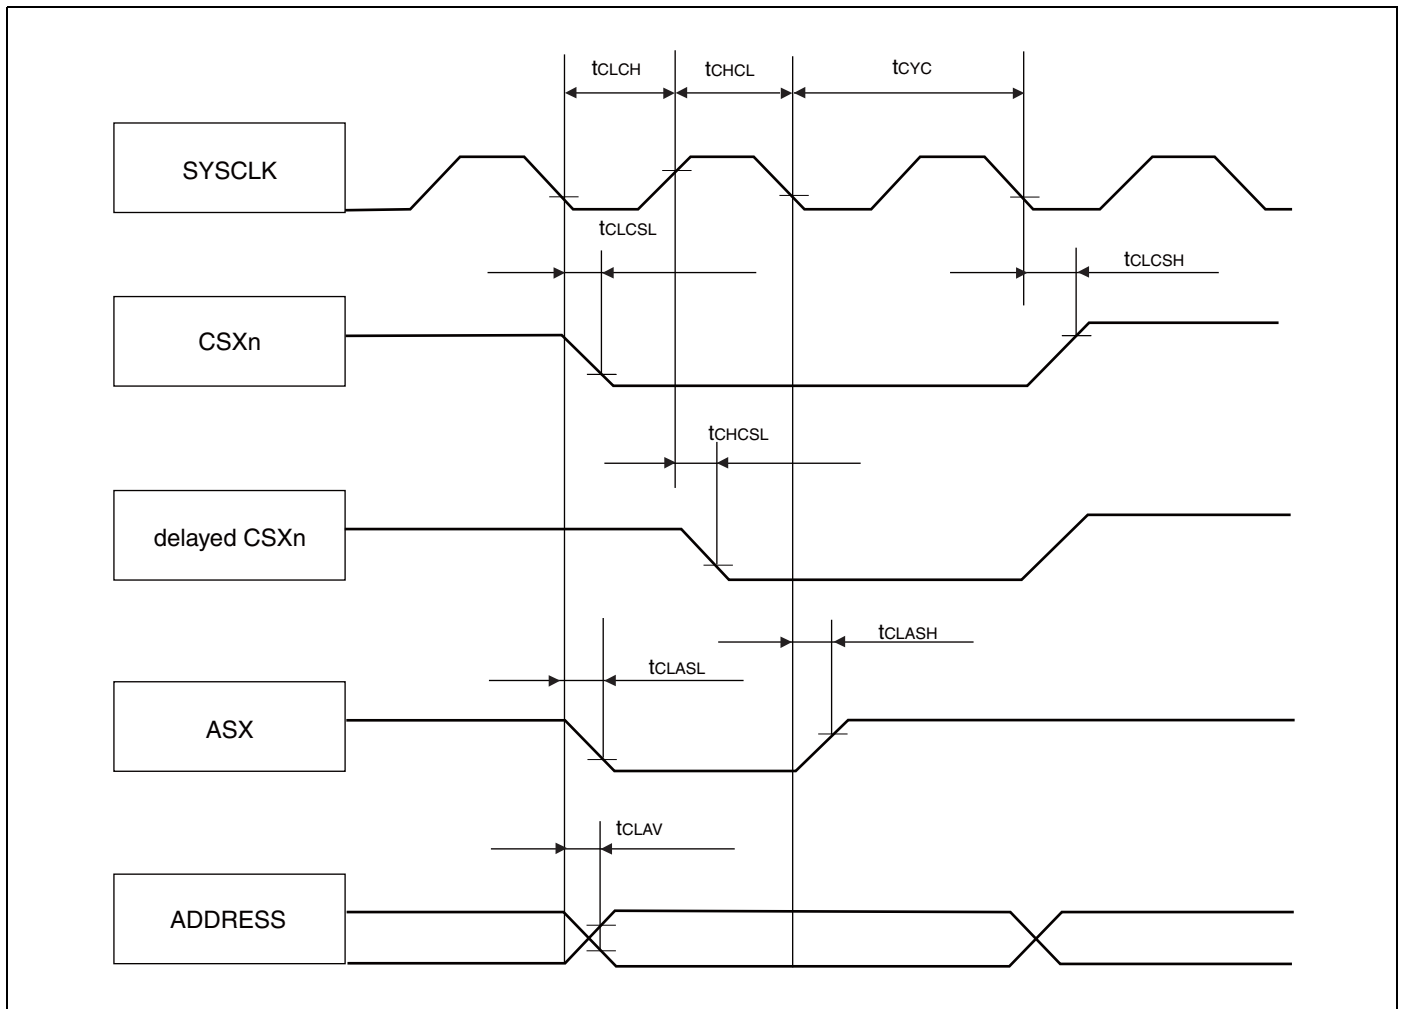 tCLCH tCHCL tCYC
SYSCLK
tCLCSL
tCLCSH
CSXn
tCHCSL
delayed CSXn
tCLASH
tCLASL
ASX
tCLAV
ADDRESS